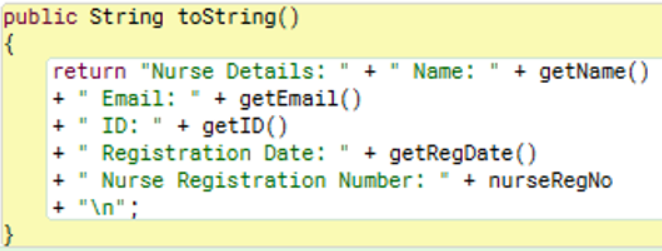 public String toString()
{
return "Nurse Details: " + " Name: " + getName()
+ " Email: " + getEmail()
+ " ID: " + getID()
+ " Registration Date: " + getRegDate()
+ " Nurse Registration Number: " + nurseRegNo
+ "\n";
}